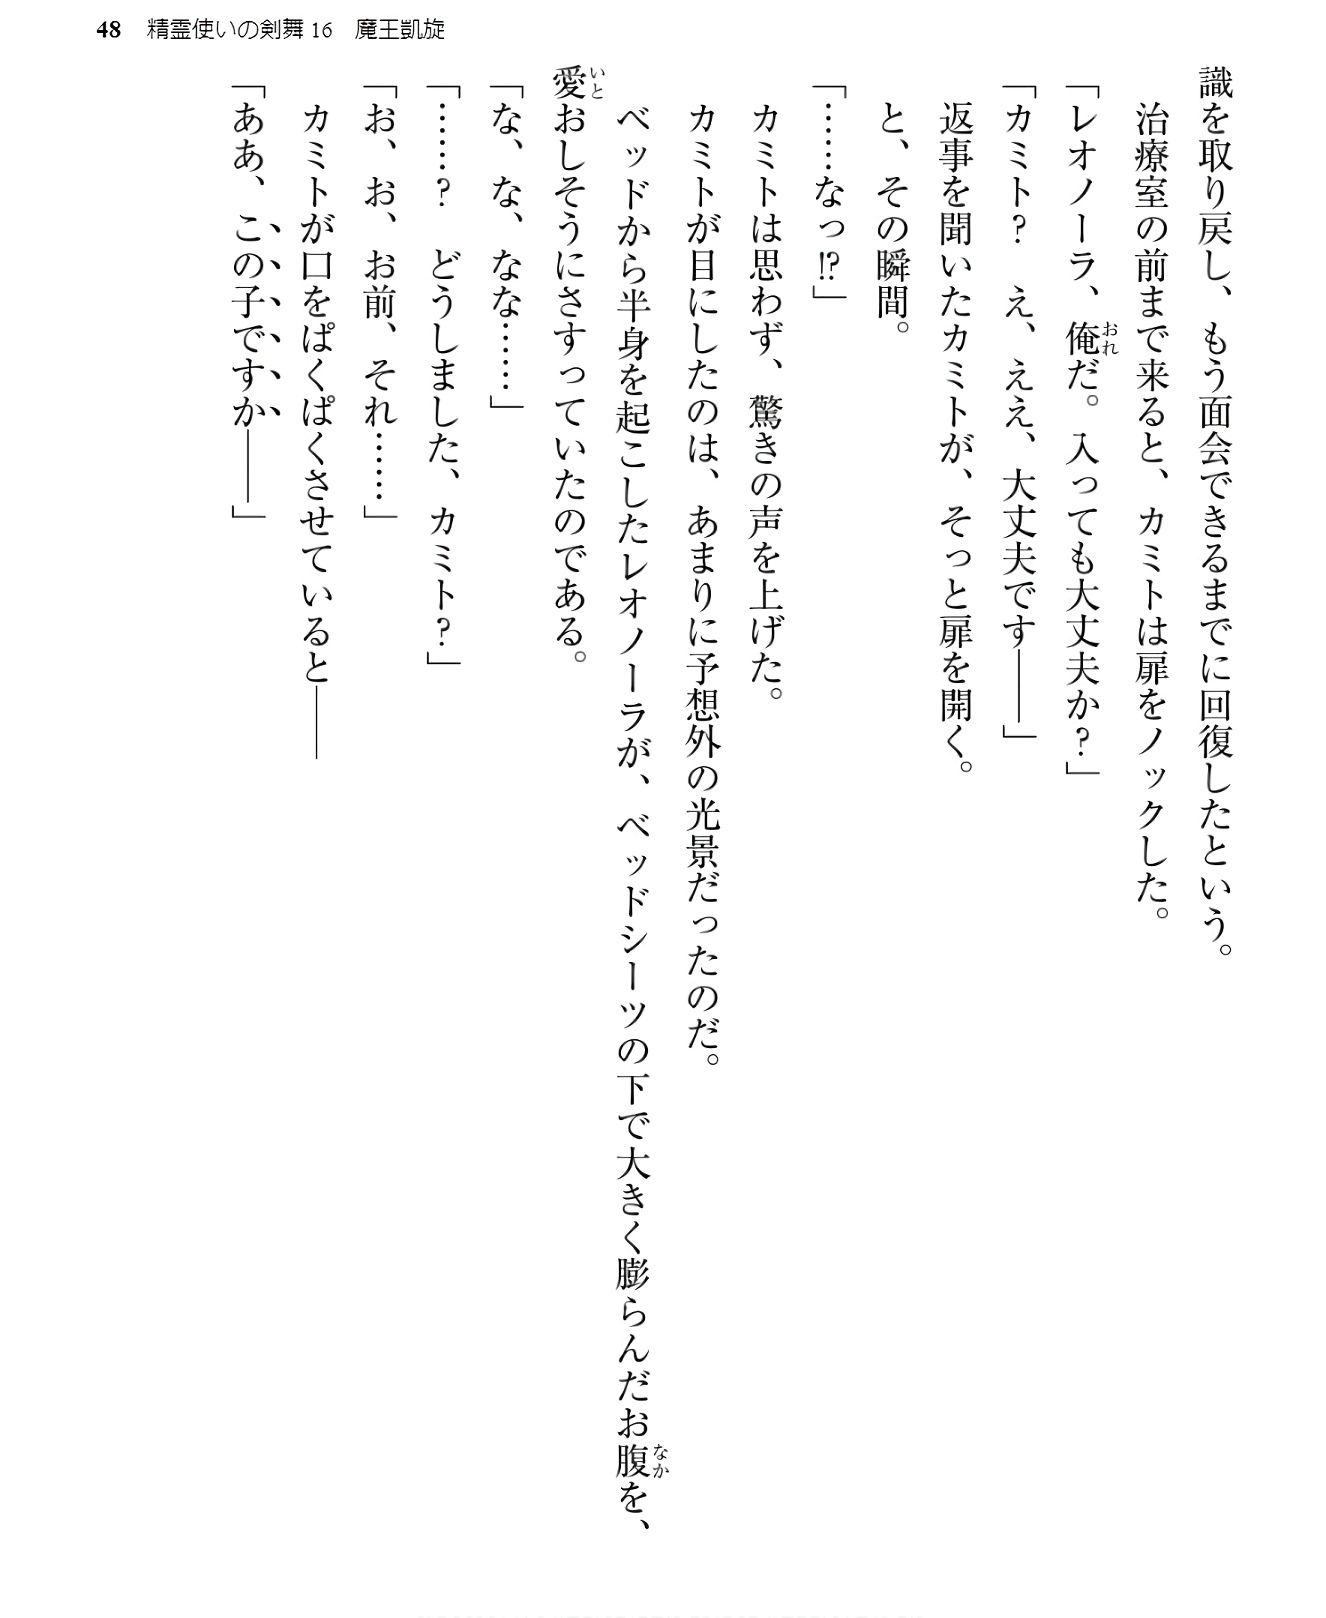 48 精霊使いの剣舞16 魔王凱旋
識を取り戻し、もう面会できるまでに回復したという。
治療室の前まで来ると、カミトは扉をノックした。
「レオノーラ、俺だ。入っても大丈夫か?」
「カミト? え、ええ、大丈夫です――」
返事を聞いたカミトが、そっと扉を開く。
と、その瞬間。
「……なっ!?」
カミトは思わず、驚きの声を上げた。
カミトが目にしたのは、あまりに予想外の光景だったのだ。
ベッドから半身を起こしたレオノーラが、ベッドシーツの下で大きく膨らんだお腹を、
愛おしそうにさすっていたのである。
「な、な、なな……」
「……? どうしました、カミト?」
「お、お、お前、それ……」
カミトが口をぱくぱくさせていると――
「ああ、この子ですか――」